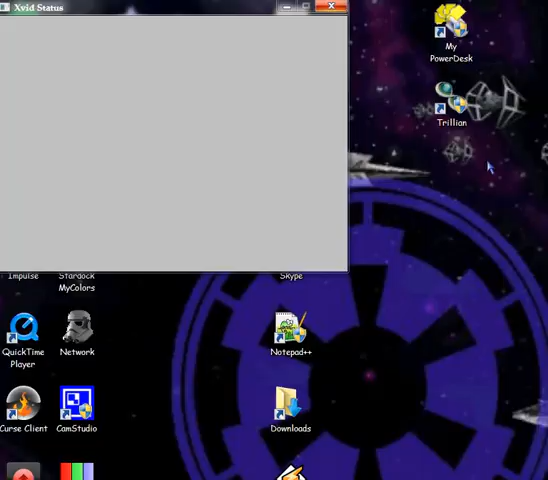 Xvid Status
My
PowerDesk
Trillian
Impulse
Stardock
MyColors
Skype
QuickTime
Player
Network
Notepad++
Curse Client
CamStudio
Downloads